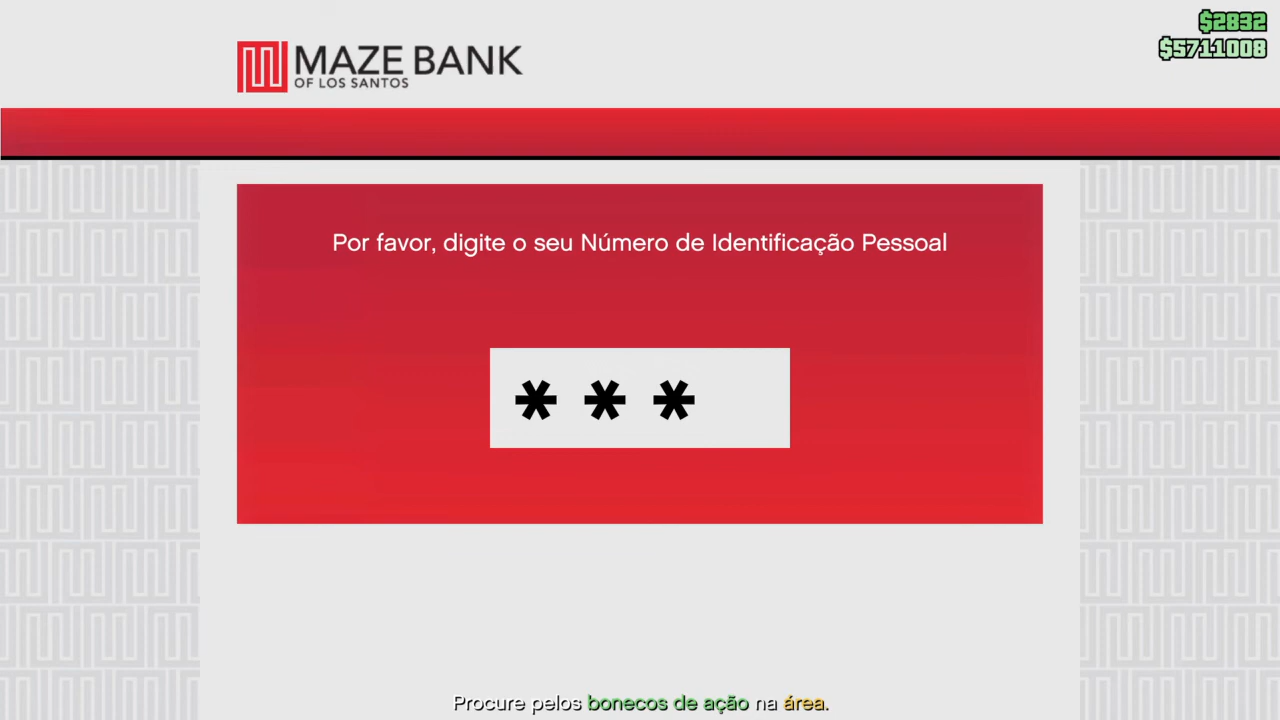 $2832
$5711008
MAZE BANK
OF LOS SANTOS
Por favor, digite o seu Número de Identificação Pessoal
* * *
Procure pelos bonecos de ação na área.